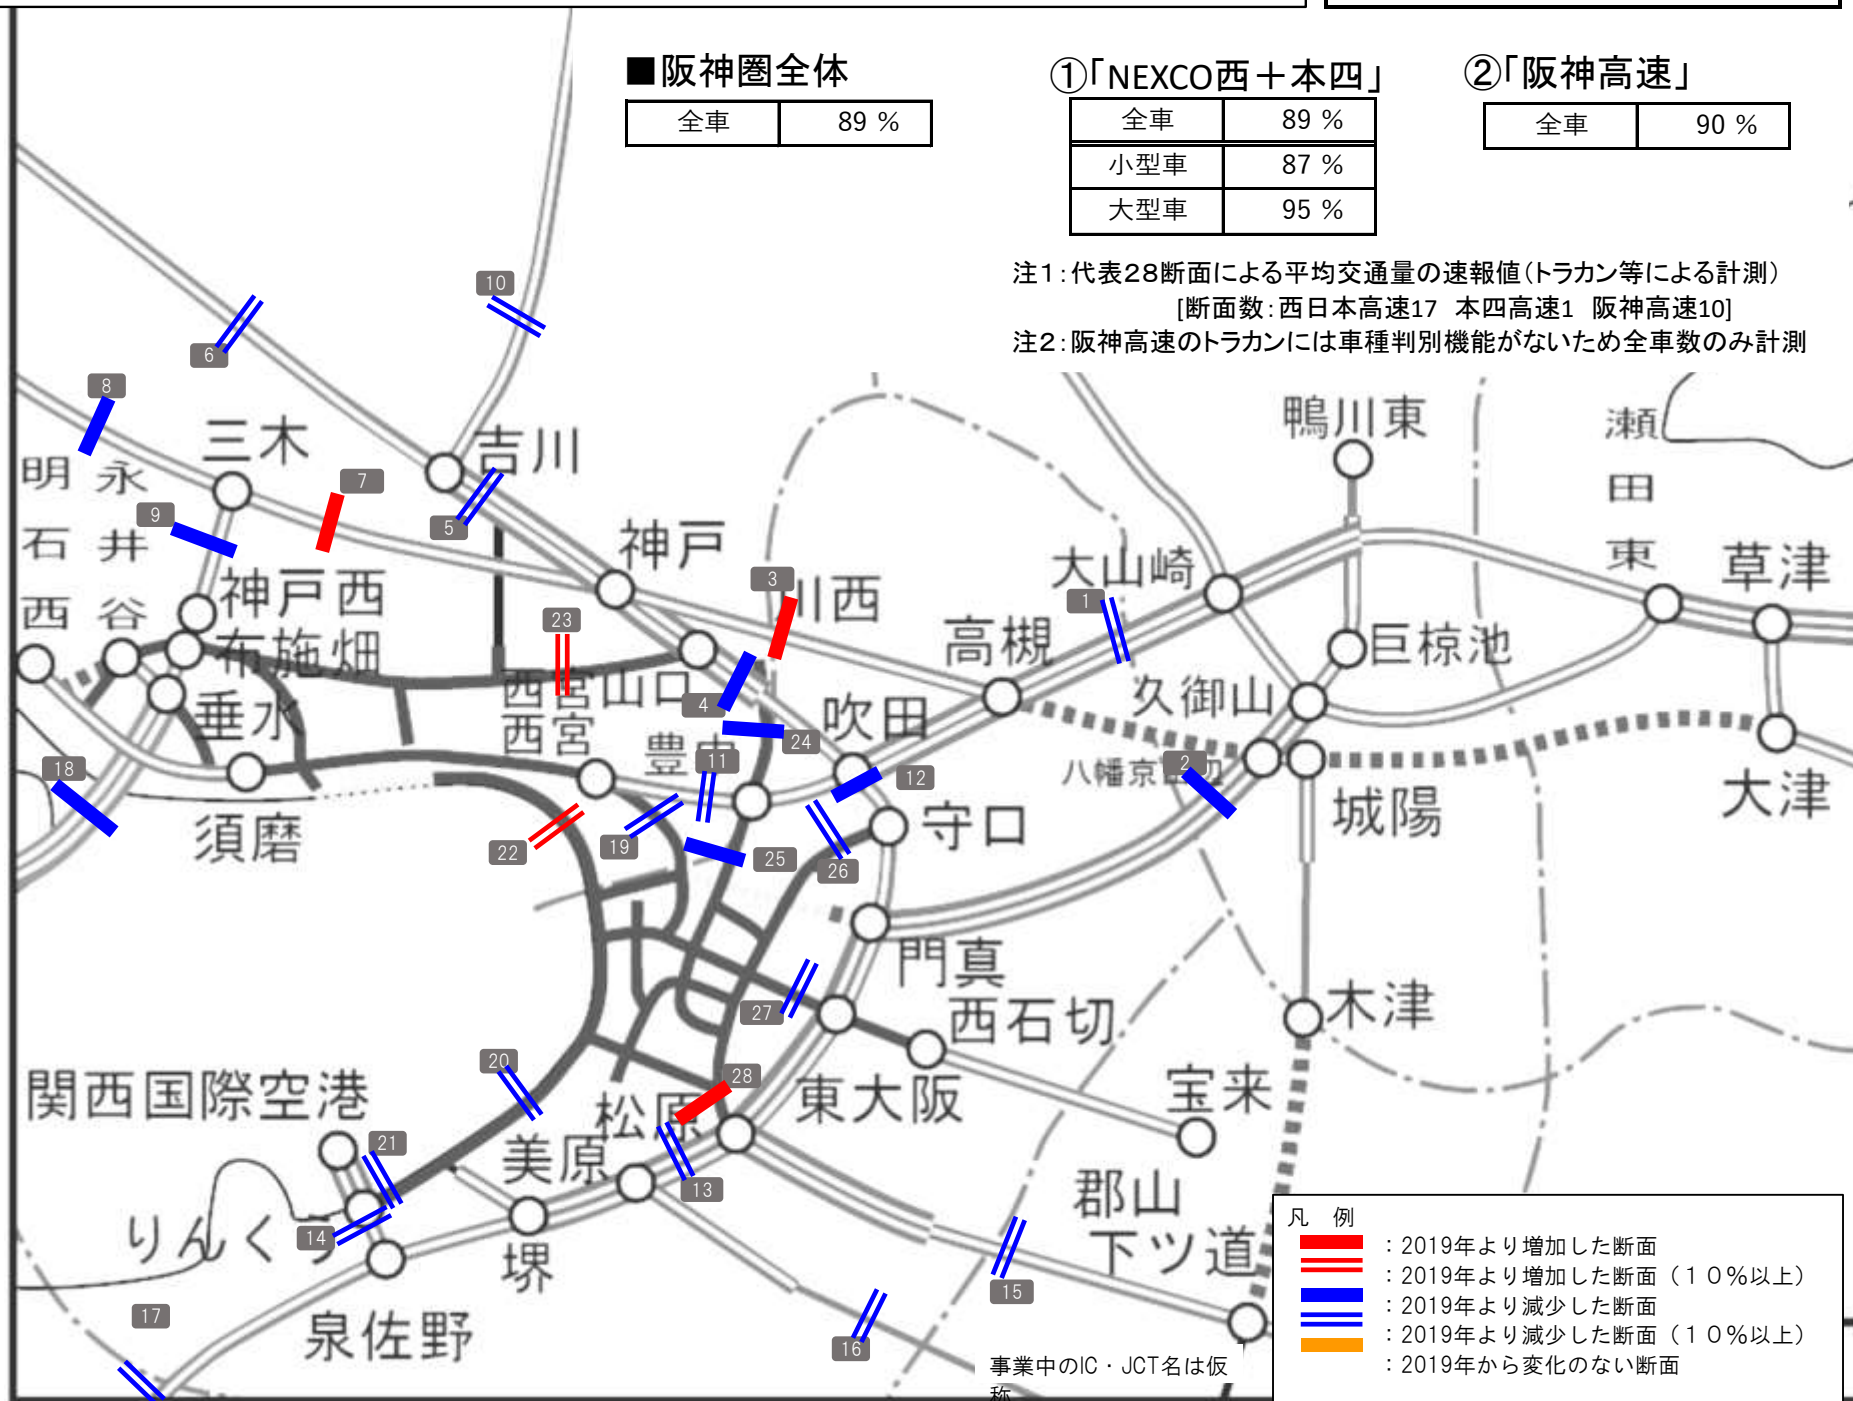 ■阪神圏全体
全車 89 %
①「NEXCO西＋本四」
全車 89 %
小型車 87 %
大型車 95 %
②「阪神高速」
全車 90 %
注１：代表２８断面による平均交通量の速報値（トラカン等による計測）
[断面数：西日本高速17 本四高速1 阪神高速10]
注２：阪神高速のトラカンには車種判別機能がないため全車数のみ計測
10
6
8
三木
吉川
鴨川東
瀬田東
明石西
永井谷
7
9
5
神戸
大山崎
草津
神戸西
3
川西
1
布施畑
23
高槻
巨椋池
西宮山口
4
久御山
垂水
西宮
吹田
24
豊中
11
18
12
八幡京田辺
2
大津
須磨
22
19
25
26
守口
城陽
門真
27
西石切
木津
20
28
関西国際空港
松原
東大阪
宝来
21
美原
13
郡山下ツ道
りんくう
14
堺
15
17
泉佐野
16
事業中のIC・JCT名は仮
称
凡 例
：2019年より増加した断面
：2019年より増加した断面（１０％以上）
：2019年より減少した断面
：2019年より減少した断面（１０％以上）
：2019年から変化のない断面